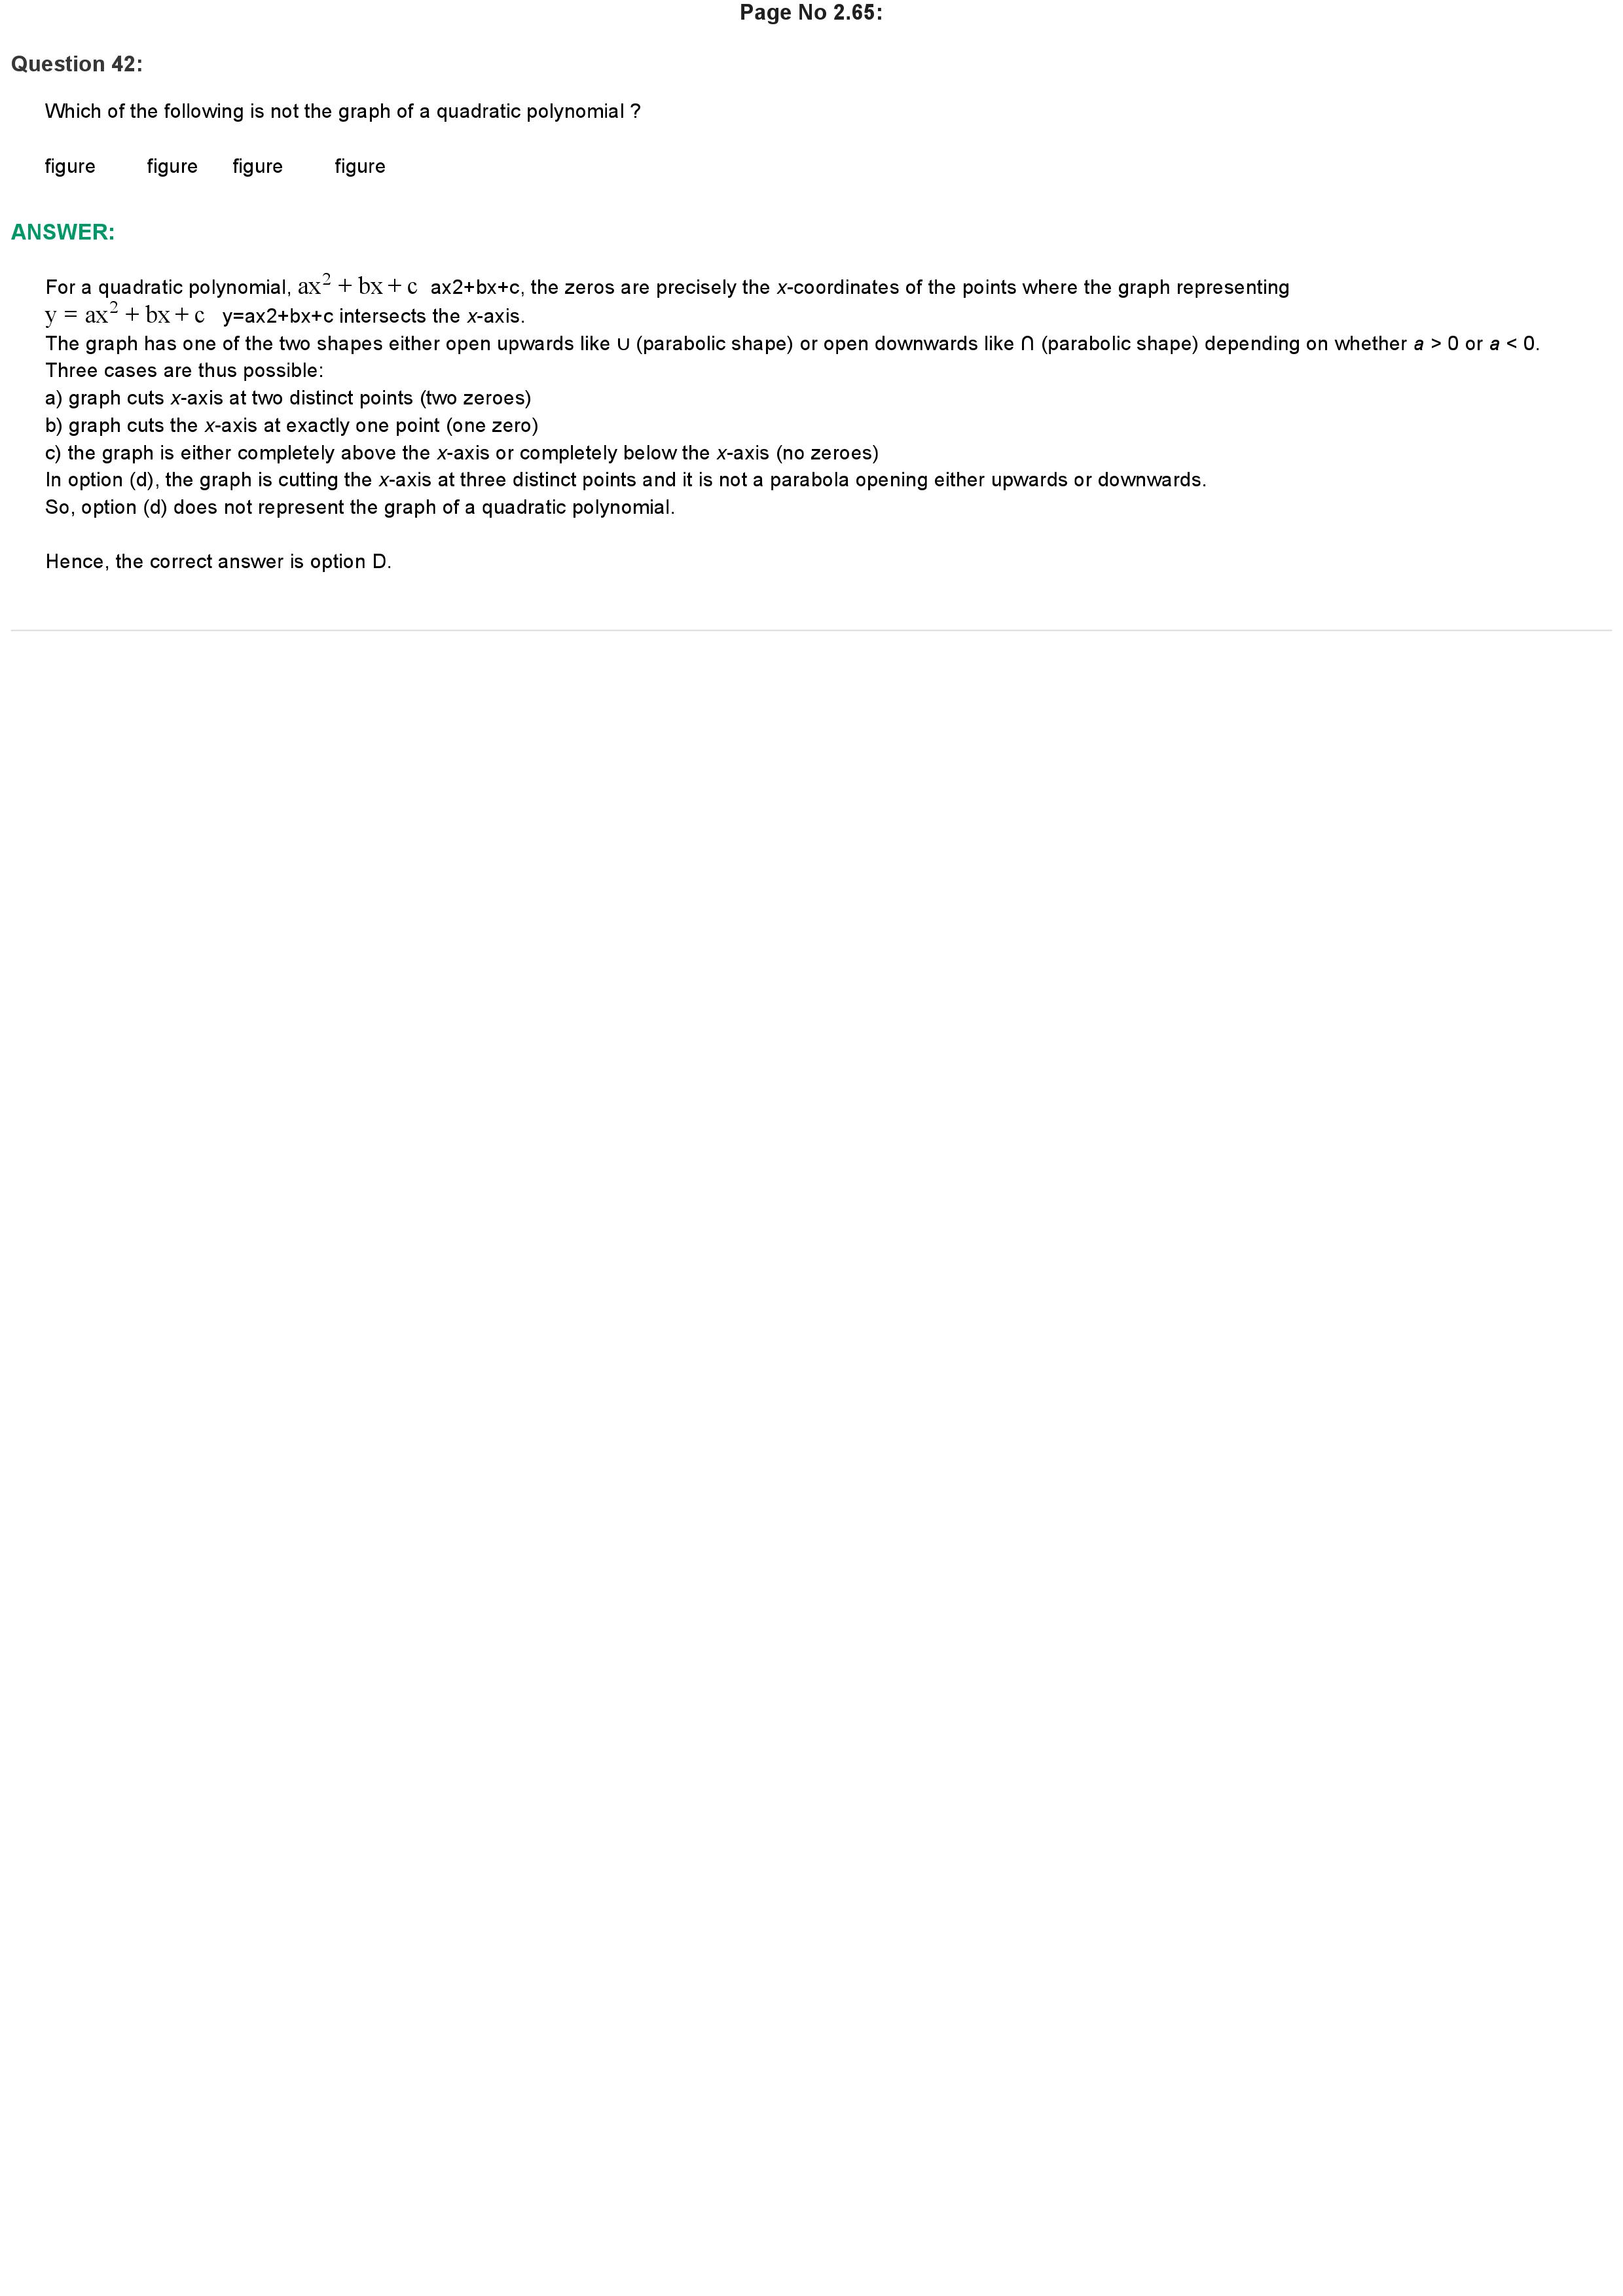 Page No 2.65:
Question 42:
Which of the following is not the graph of a quadratic polynomial ?
figure figure figure figure
ANSWER:
For a quadratic polynomial, ax² + bx + c ax2+bx+c, the zeros are precisely the x-coordinates of the points where the graph representing
y = ax² + bx + c y=ax2+bx+c intersects the x-axis.
The graph has one of the two shapes either open upwards like ∪ (parabolic shape) or open downwards like ∩ (parabolic shape) depending on whether a > 0 or a < 0.
Three cases are thus possible:
a) graph cuts x-axis at two distinct points (two zeroes)
b) graph cuts the x-axis at exactly one point (one zero)
c) the graph is either completely above the x-axis or completely below the x-axis (no zeroes)
In option (d), the graph is cutting the x-axis at three distinct points and it is not a parabola opening either upwards or downwards.
So, option (d) does not represent the graph of a quadratic polynomial.
Hence, the correct answer is option D.